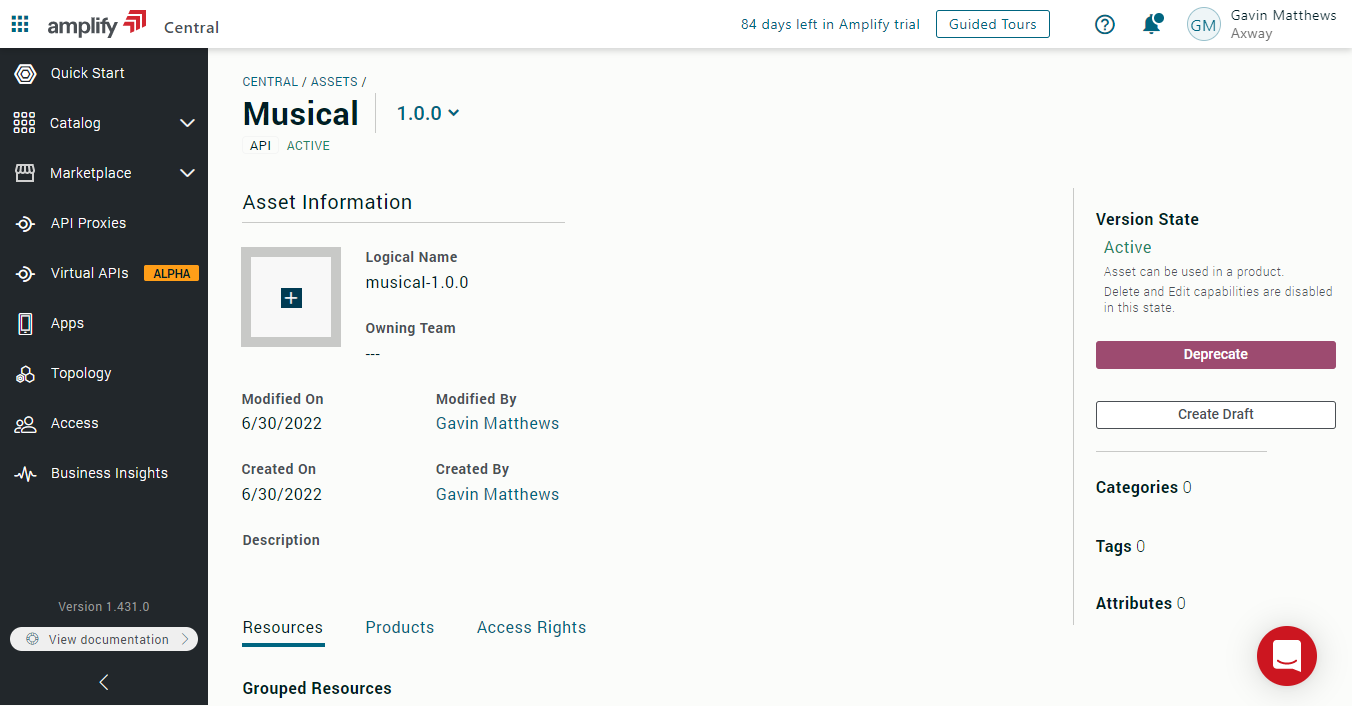 amplify Central
84 days left in Amplify trial
Guided Tours
GM
Gavin Matthews
Axway
Quick Start
Catalog
Marketplace
API Proxies
Virtual APIs ALPHA
Apps
Topology
Access
Business Insights
Version 1.431.0
View documentation
CENTRAL / ASSETS /
Musical 1.0.0
API ACTIVE
Asset Information
Logical Name
musical-1.0.0
Owning Team
---
Modified On Modified By
6/30/2022 Gavin Matthews
Created On Created By
6/30/2022 Gavin Matthews
Description
Resources Products Access Rights
Grouped Resources
Version State
Active
Asset can be used in a product.
Delete and Edit capabilities are disabled
in this state.
Deprecate
Create Draft
Categories 0
Tags 0
Attributes 0